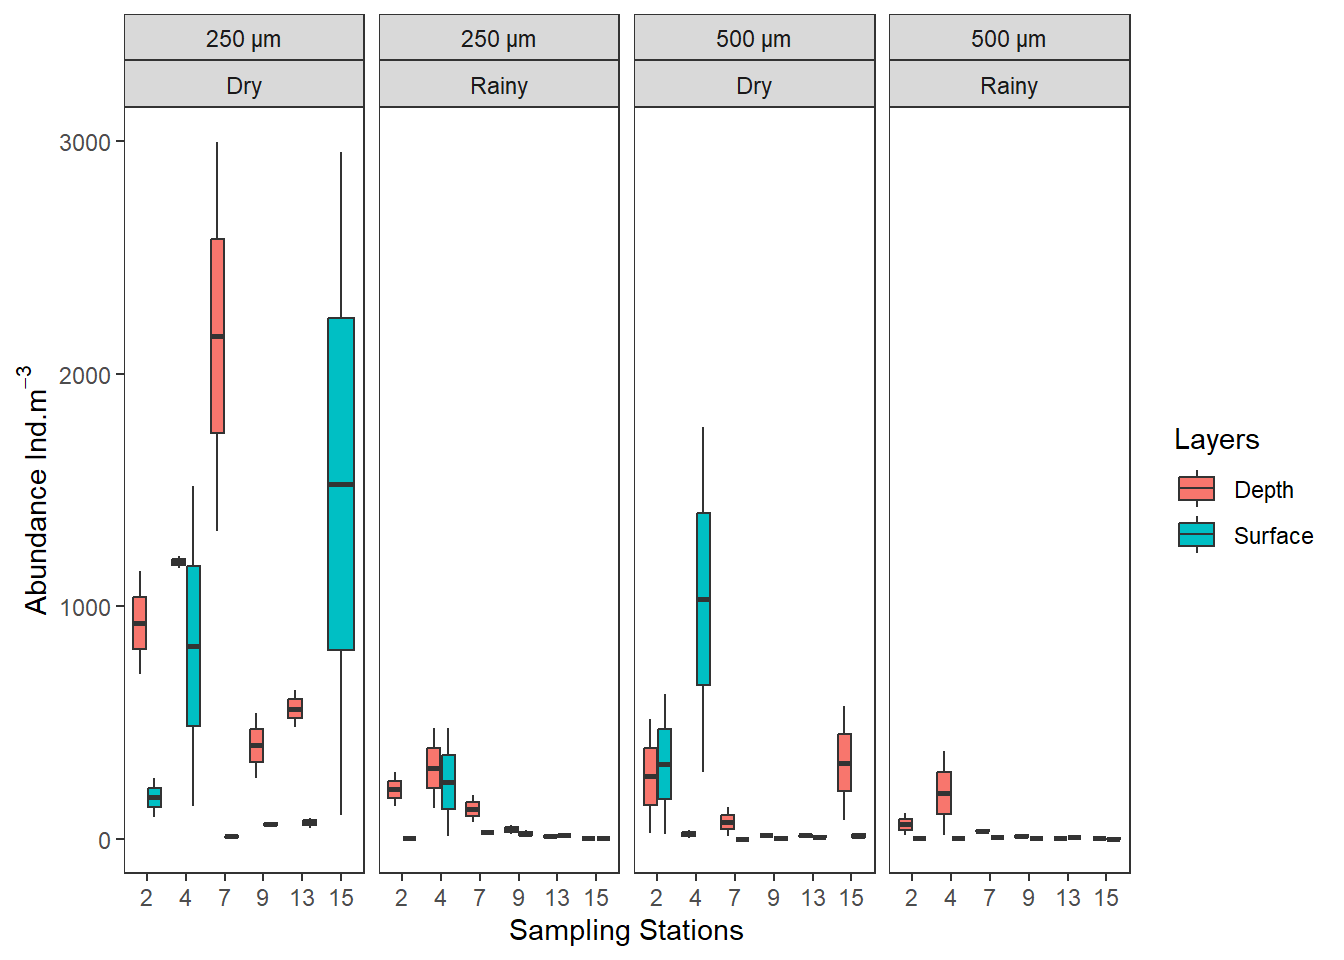 250 µm
250 µm
500 µm
500 µm
Dry
Rainy
Dry
Rainy
3000
2000
1000
0
Abundance Ind.m⁻³
2 4 7 9 13 15
2 4 7 9 13 15
2 4 7 9 13 15
2 4 7 9 13 15
Sampling Stations
Layers
Depth
Surface